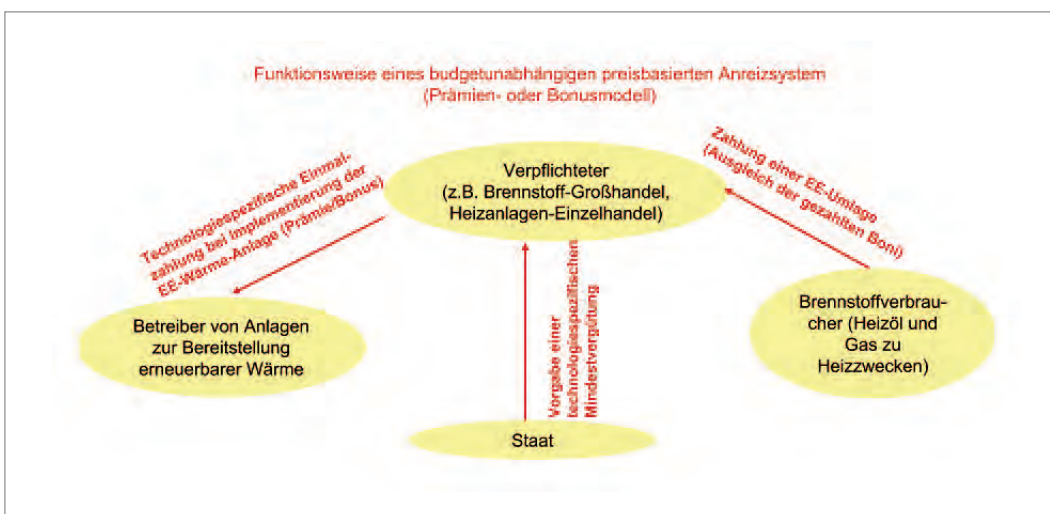 Funktionsweise eines budgetunabhängigen preisbasierten Anreizsystem
(Prämien- oder Bonusmodell)
Technologiespezifische Einmal-
zahlung bei Implementierung der
EE-Wärme-Anlage (Prämie/Bonus)
Verpflichteter
(z.B. Brennstoff-Großhandel,
Heizanlagen-Einzelhandel)
Zahlung einer EE-Umlage
(Ausgleich der gezahlten Boni)
Betreiber von Anlagen
zur Bereitstellung
erneuerbarer Wärme
Vorgabe einer
technologiespezifischen
Mindestvergütung
Brennstoffverbrau-
cher (Heizöl und
Gas zu
Heizzwecken)
Staat